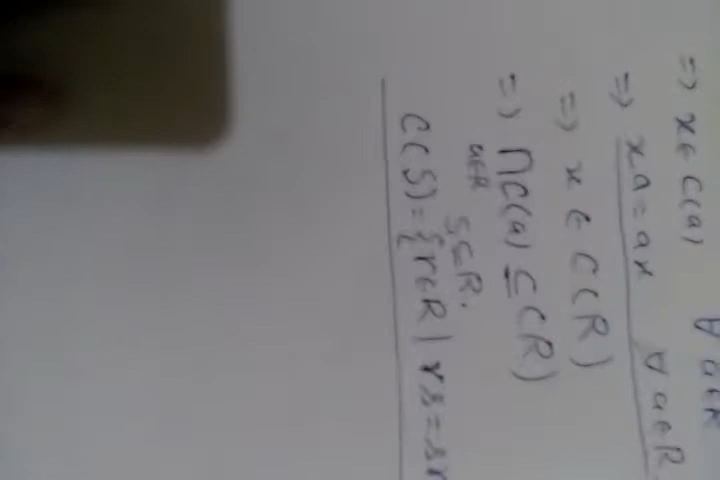 => x ∈ C(a) ∀ a ∈ R
=> xa = ax ∀ a ∈ R
=> x ∈ C(R)
=> ∩ C(a) ⊆ C(R)
a∈R
S ⊆ R.
C(S) = {r ∈ R | rs = sr